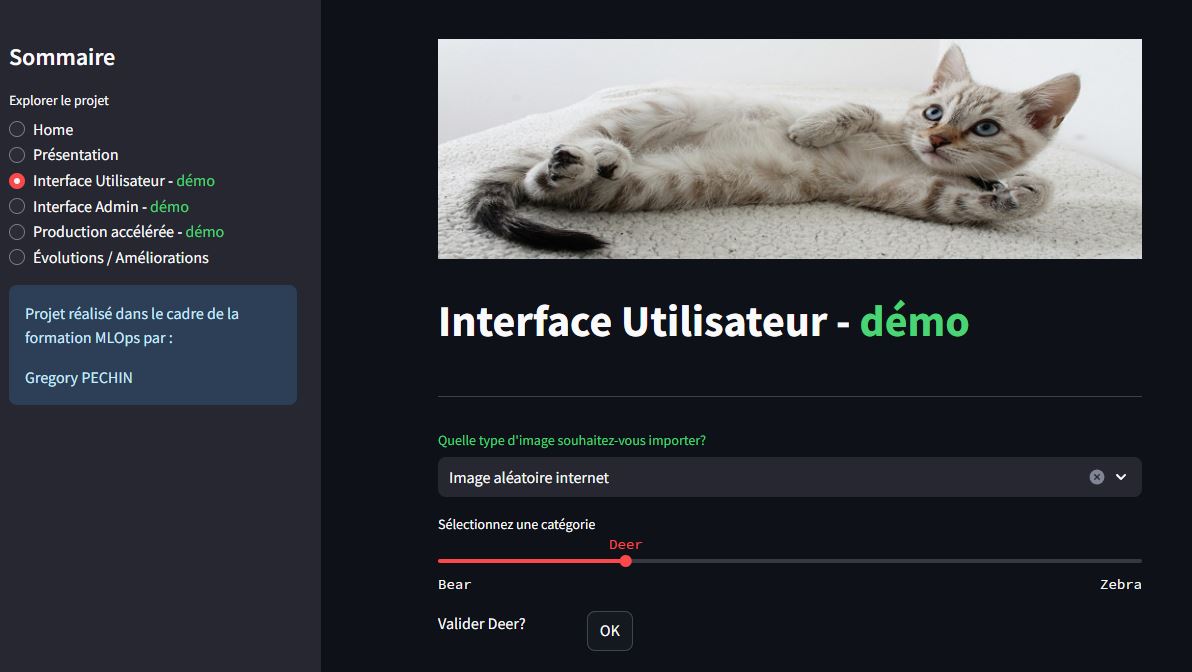 Sommaire
Explorer le projet
Home
Présentation
Interface Utilisateur - démo
Interface Admin - démo
Production accélérée - démo
Évolutions / Améliorations
Projet réalisé dans le cadre de la
formation MLOps par :
Gregory PECHIN
Interface Utilisateur - démo
Quelle type d'image souhaitez-vous importer?
Image aléatoire internet
Sélectionnez une catégorie
Deer
Bear Zebra
Valider Deer? OK